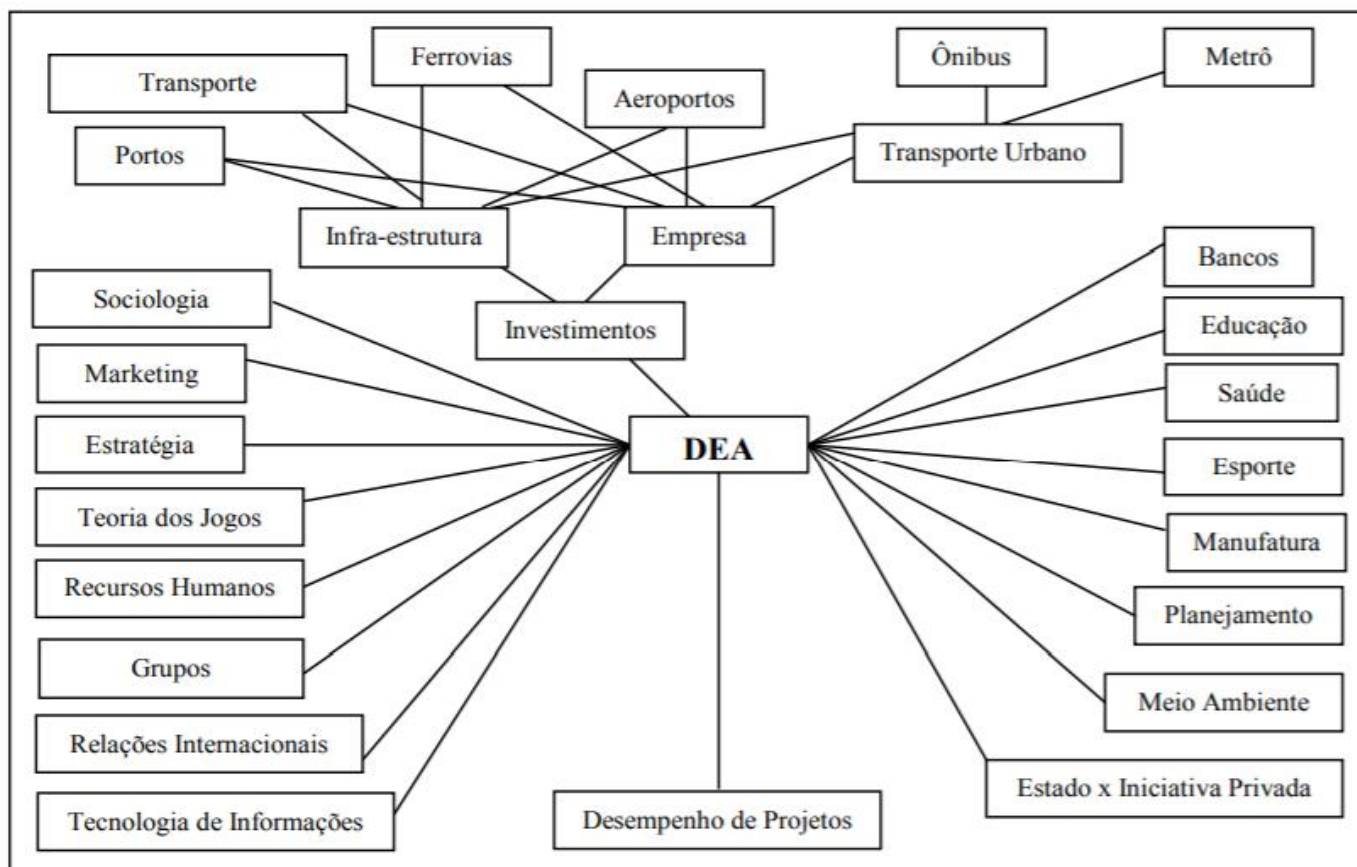 Ferrovias
Ônibus
Metrô
Transporte
Aeroportos
Portos
Transporte Urbano
Infra-estrutura
Empresa
Bancos
Sociologia
Investimentos
Educação
Marketing
Saúde
Estratégia
DEA
Esporte
Teoria dos Jogos
Manufatura
Recursos Humanos
Planejamento
Grupos
Meio Ambiente
Relações Internacionais
Estado x Iniciativa Privada
Tecnologia de Informações
Desempenho de Projetos